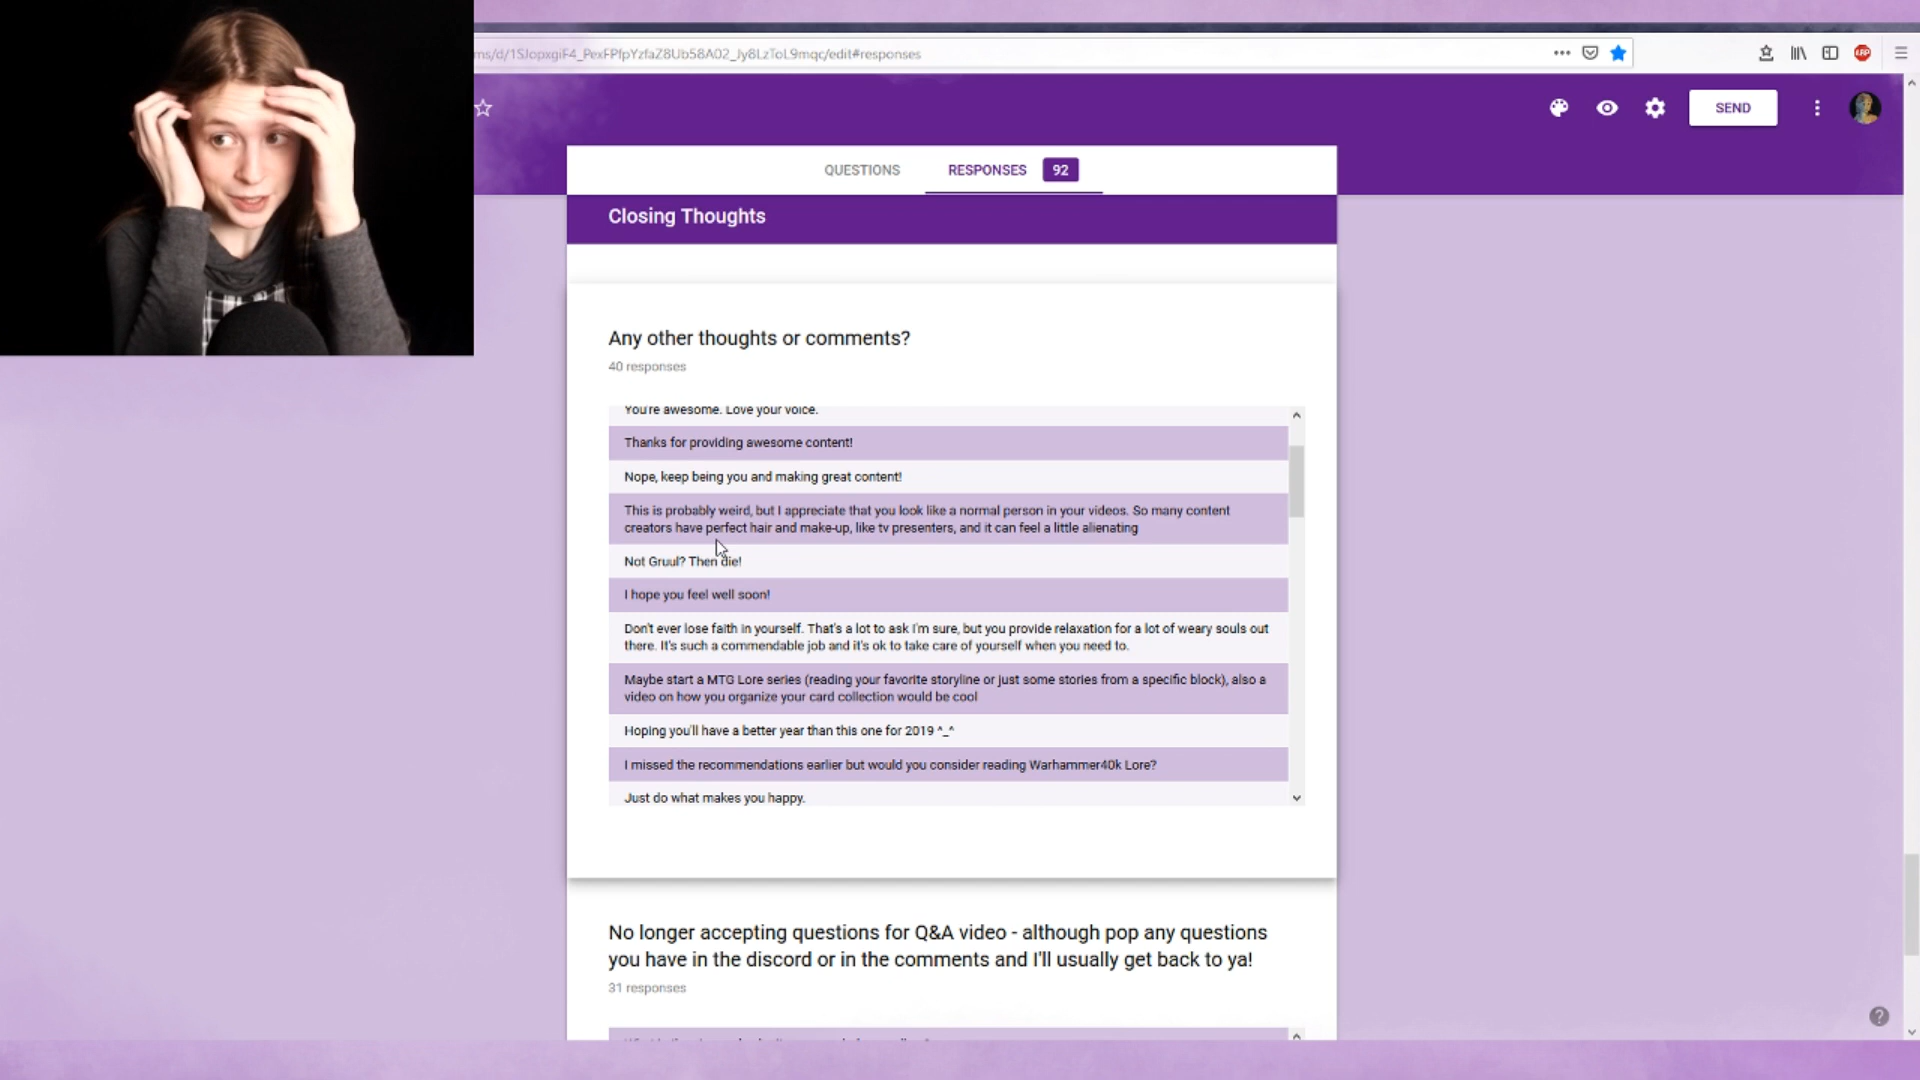 ms/d/1SJopxgiF4_PexFPfpYzfaZ8Ub58A02_Jy8LzToL9mqc/edit#responses
SEND
QUESTIONS
RESPONSES 92
Closing Thoughts
Any other thoughts or comments?
40 responses
You're awesome. Love your voice.
Thanks for providing awesome content!
Nope, keep being you and making great content!
This is probably weird, but I appreciate that you look like a normal person in your videos. So many content
creators have perfect hair and make-up, like tv presenters, and it can feel a little alienating
Not Gruul? Then die!
I hope you feel well soon!
Don't ever lose faith in yourself. That's a lot to ask I'm sure, but you provide relaxation for a lot of weary souls out
there. It's such a commendable job and it's ok to take care of yourself when you need to.
Maybe start a MTG Lore series (reading your favorite storyline or just some stories from a specific block), also a
video on how you organize your card collection would be cool
Hoping you'll have a better year than this one for 2019 ^_^
I missed the recommendations earlier but would you consider reading Warhammer40k Lore?
Just do what makes you happy.
No longer accepting questions for Q&A video - although pop any questions
you have in the discord or in the comments and I'll usually get back to ya!
31 responses